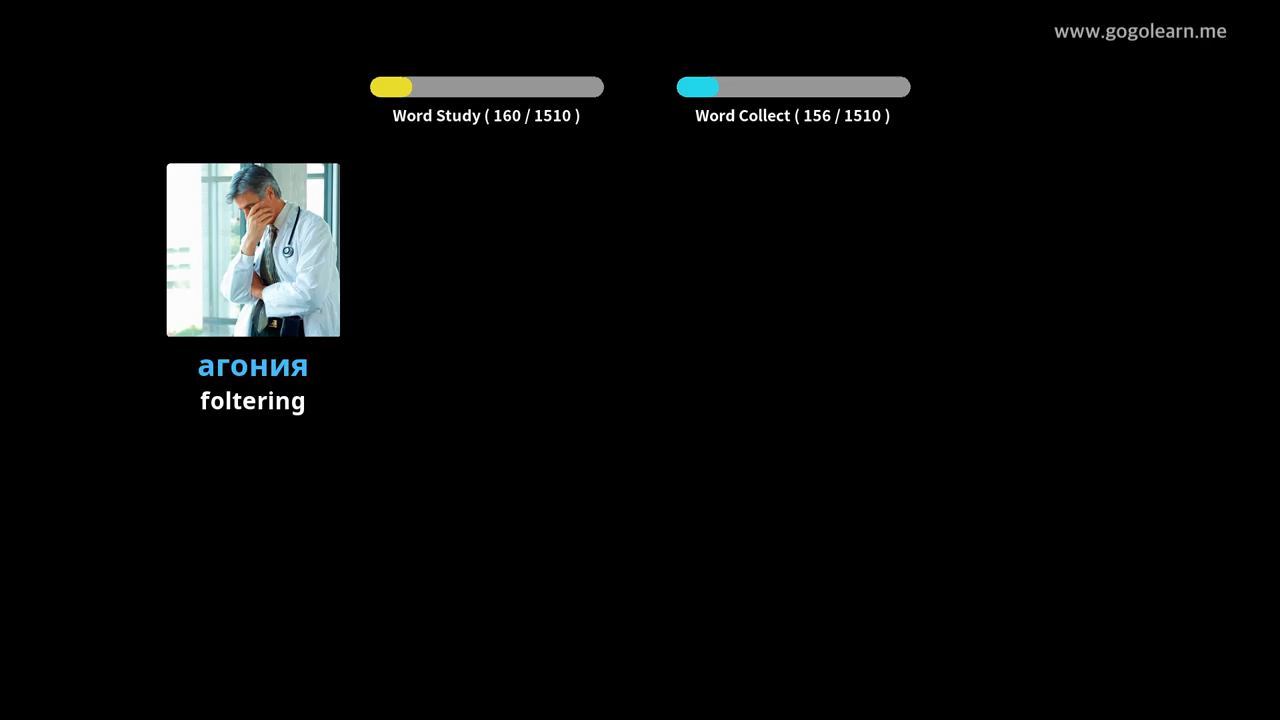 www.gogolearn.me
Word Study ( 160 / 1510 )
Word Collect ( 156 / 1510 )
агония
foltering